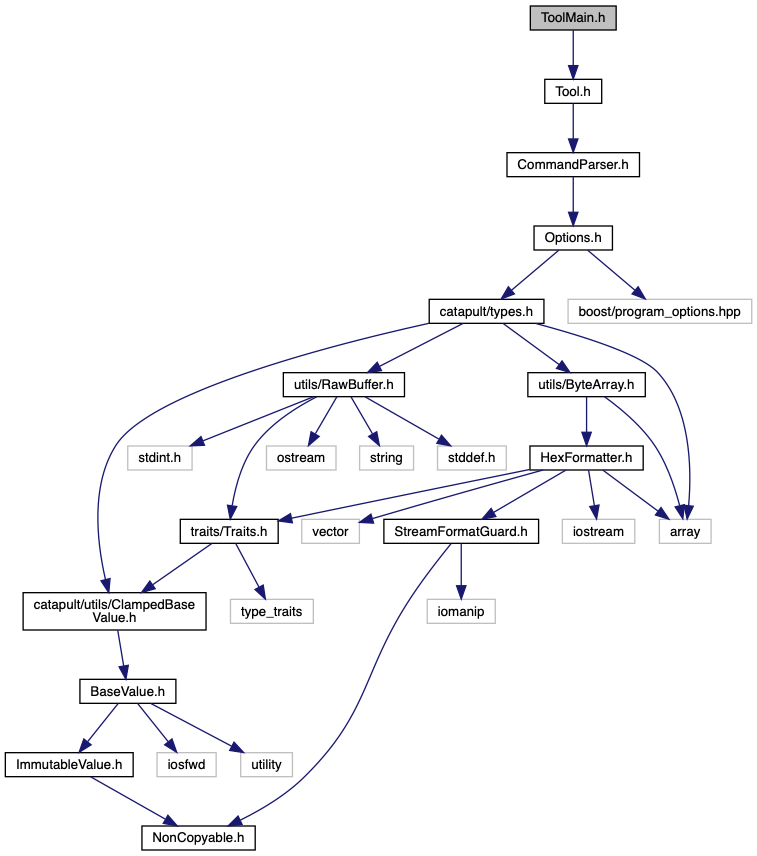 ToolMain.h
Tool.h
CommandParser.h
Options.h
catapult/types.h
boost/program_options.hpp
utils/RawBuffer.h
utils/ByteArray.h
stdint.h
ostream
string
stddef.h
HexFormatter.h
traits/Traits.h
vector
StreamFormatGuard.h
iostream
array
catapult/utils/ClampedBase
Value.h
type_traits
iomanip
BaseValue.h
ImmutableValue.h
iosfwd
utility
NonCopyable.h